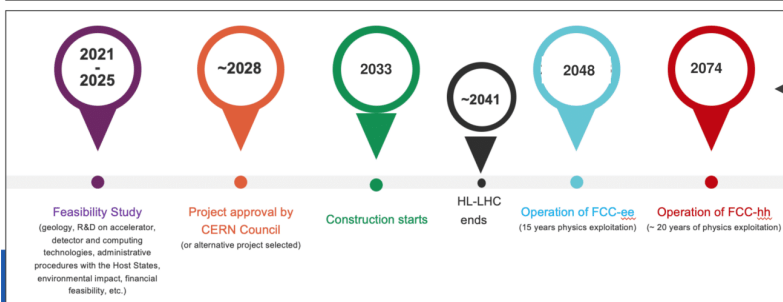 2021
-
2025
~2028
2033
~2041
2048
2074
Feasibility Study
(geology, R&D on accelerator,
detector and computing
technologies, administrative
procedures with the Host States,
environmental impact, financial
feasibility, etc.)
Project approval by
CERN Council
(or alternative project selected)
Construction starts
HL-LHC
ends
Operation of FCC-ee
(15 years physics exploitation)
Operation of FCC-hh
(~ 20 years of physics exploitation)